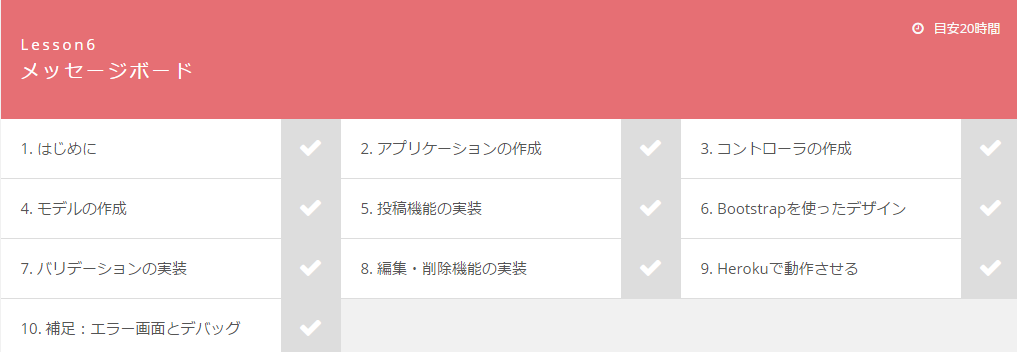 目安20時間
Lesson6
メッセージボード
1. はじめに
2. アプリケーションの作成
3. コントローラの作成
4. モデルの作成
5. 投稿機能の実装
6. Bootstrapを使ったデザイン
7. バリデーションの実装
8. 編集・削除機能の実装
9. Herokuで動作させる
10. 補足：エラー画面とデバッグ